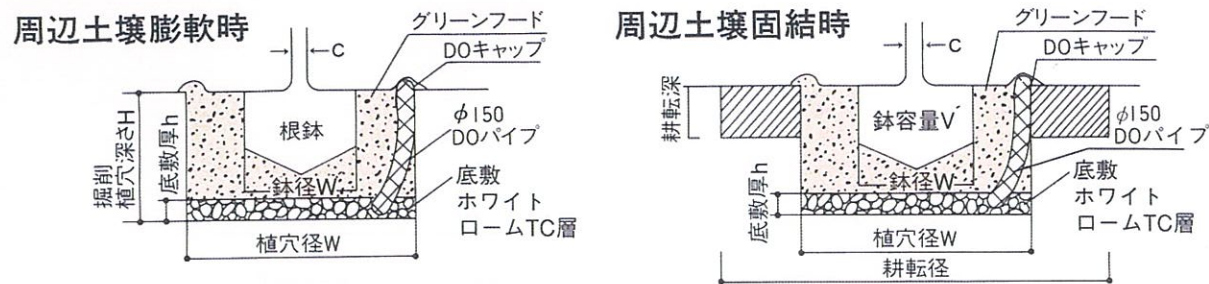 周辺土壌膨軟時
グリーンフード
DOキャップ
C
根鉢
φ150
DOパイプ
掘削
植穴深さH
底敷厚h
鉢径W
底敷
ホワイト
ロームTC層
植穴径W
周辺土壌固結時
グリーンフード
DOキャップ
C
耕転深
鉢容量V
φ150
DOパイプ
底敷厚h
鉢径W
底敷
ホワイト
ロームTC層
植穴径W
耕転径